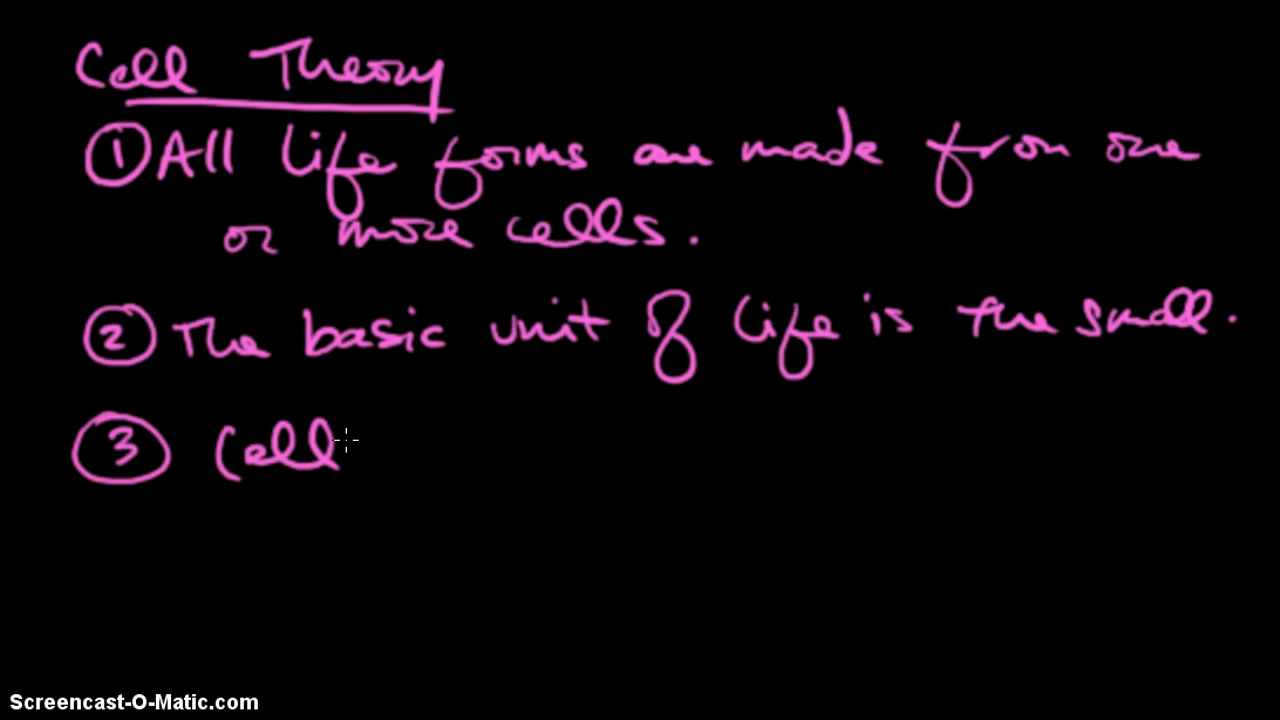 Cell Theory
① All life forms are made from one
or more cells.
② The basic unit of life is the small.
③ Cell
Screencast-O-Matic.com